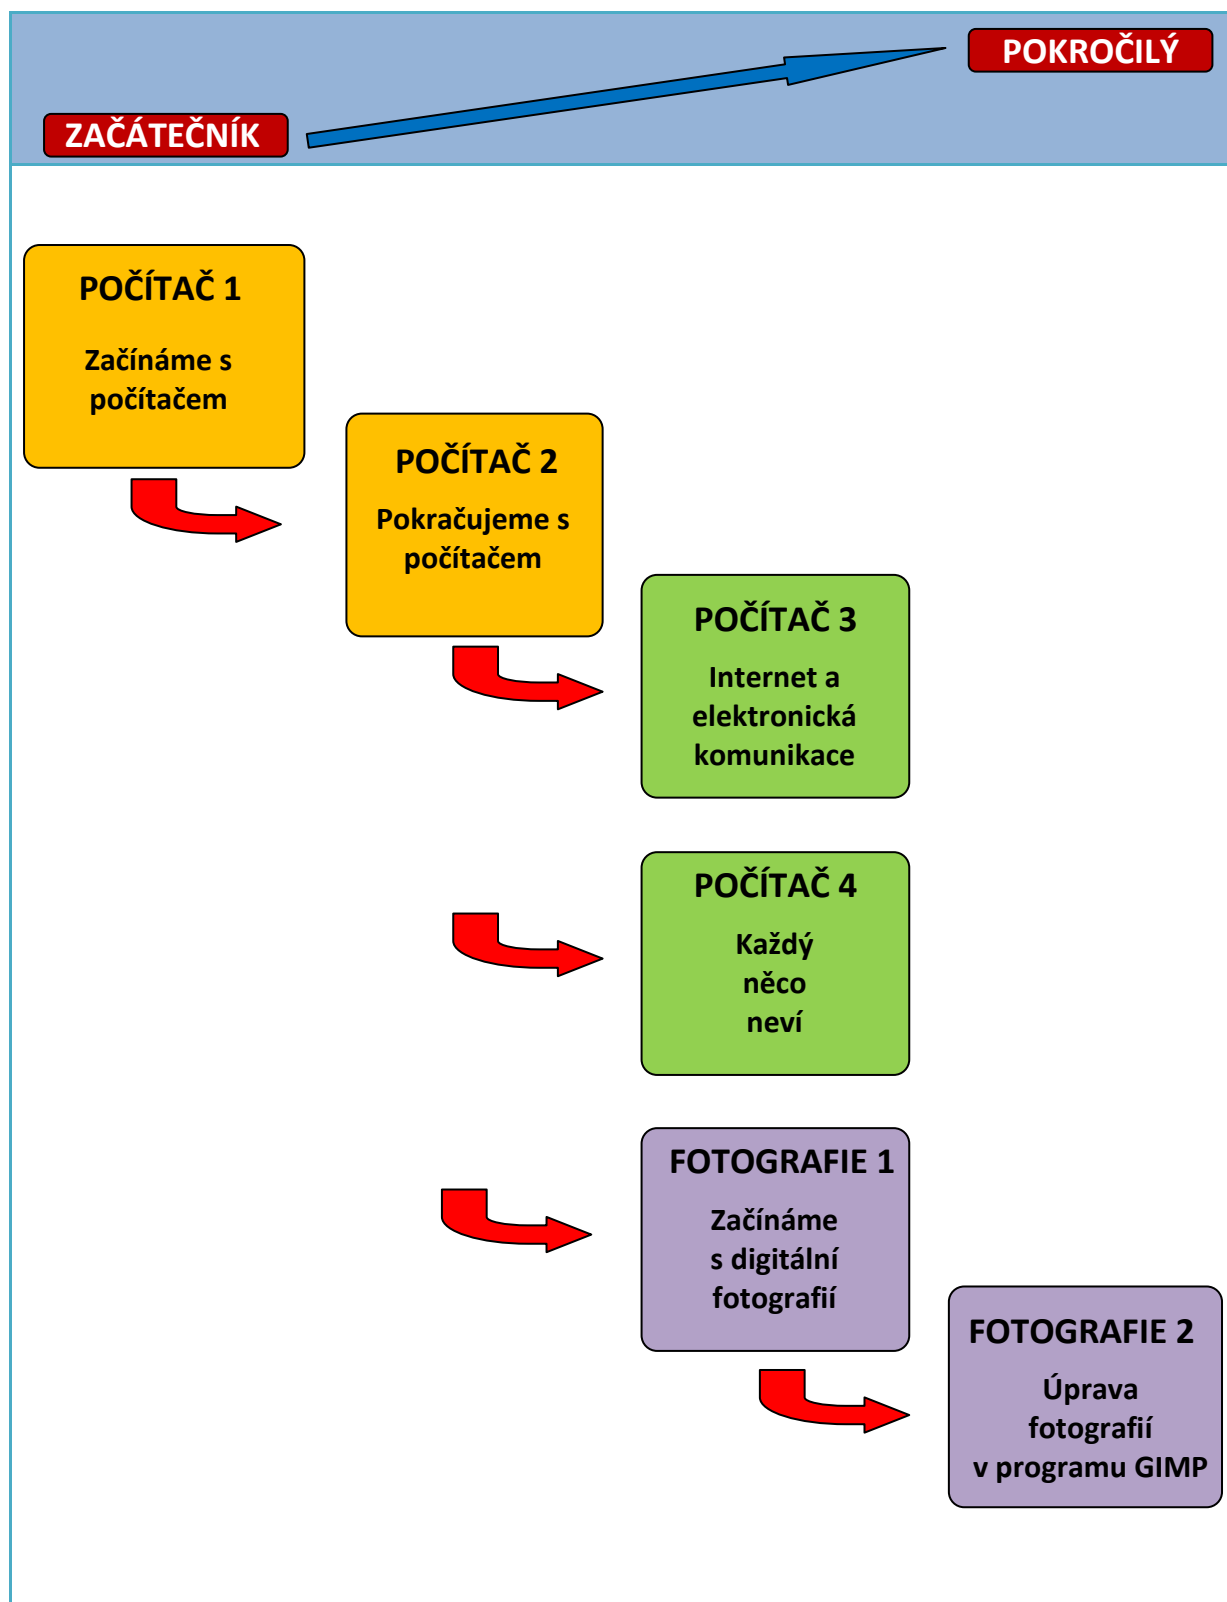 POKROČILÝ
ZAČÁTEČNÍK
POČÍTAČ 1
Začínáme s
počítačem
POČÍTAČ 2
Pokračujeme s
počítačem
POČÍTAČ 3
Internet a
elektronická
komunikace
POČÍTAČ 4
Každý
něco
neví
FOTOGRAFIE 1
Začínáme
s digitální
fotografií
FOTOGRAFIE 2
Úprava
fotografií
v programu GIMP